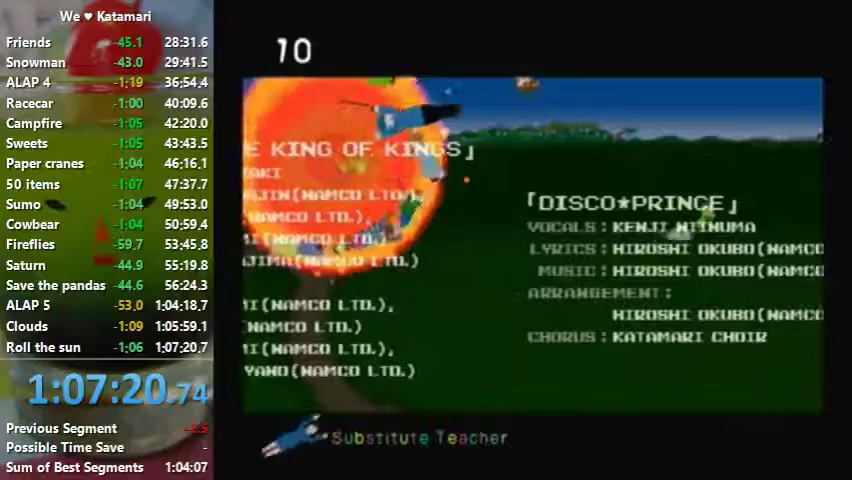 We ♥ Katamari
Friends -45.1 28:31.6
Snowman -43.0 29:41.5
ALAP 4 -1:19 36:54.4
Racecar -1:00 40:09.6
Campfire -1:05 42:20.0
Sweets -1:05 43:43.5
Paper cranes -1:04 46:16.1
50 items -1:07 47:37.7
Sumo -1:04 49:53.0
Cowbear -1:04 50:59.4
Fireflies -59.7 53:45.8
Saturn -44.9 55:19.8
Save the pandas -44.6 56:24.3
ALAP 5 -53.0 1:04:18.7
Clouds -1:09 1:05:59.1
Roll the sun -1:06 1:07:20.7
1:07:20.74
Previous Segment
Possible Time Save -
Sum of Best Segments 1:04:07
10
E KING OF KINGS」
(NAMCO LTD.),
(NAMCO LTD.),
(NAMCO LTD.),
(NAMCO LTD.)
MI(NAMCO LTD.),
(NAMCO LTD.)
MI(NAMCO LTD.),
YANO(NAMCO LTD.)
「DISCO★PRINCE」
VOCALS : KENJI NIINUMA
LYRICS : HIROSHI OKUBO(NAMCO
MUSIC : HIROSHI OKUBO(NAMCO
ARRANGEMENT :
HIROSHI OKUBO(NAMCO
CHORUS : KATAMARI CHOIR
Substitute Teacher